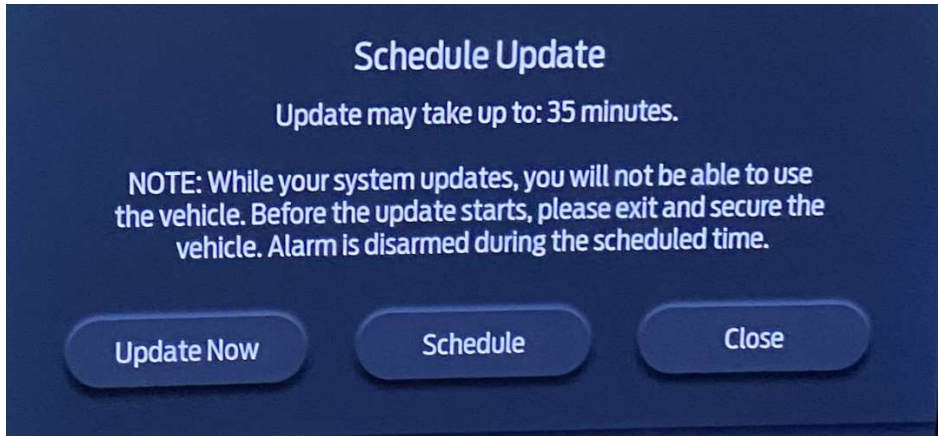 Schedule Update
Update may take up to: 35 minutes.
NOTE: While your system updates, you will not be able to use
the vehicle. Before the update starts, please exit and secure the
vehicle. Alarm is disarmed during the scheduled time.
Update Now
Schedule
Close